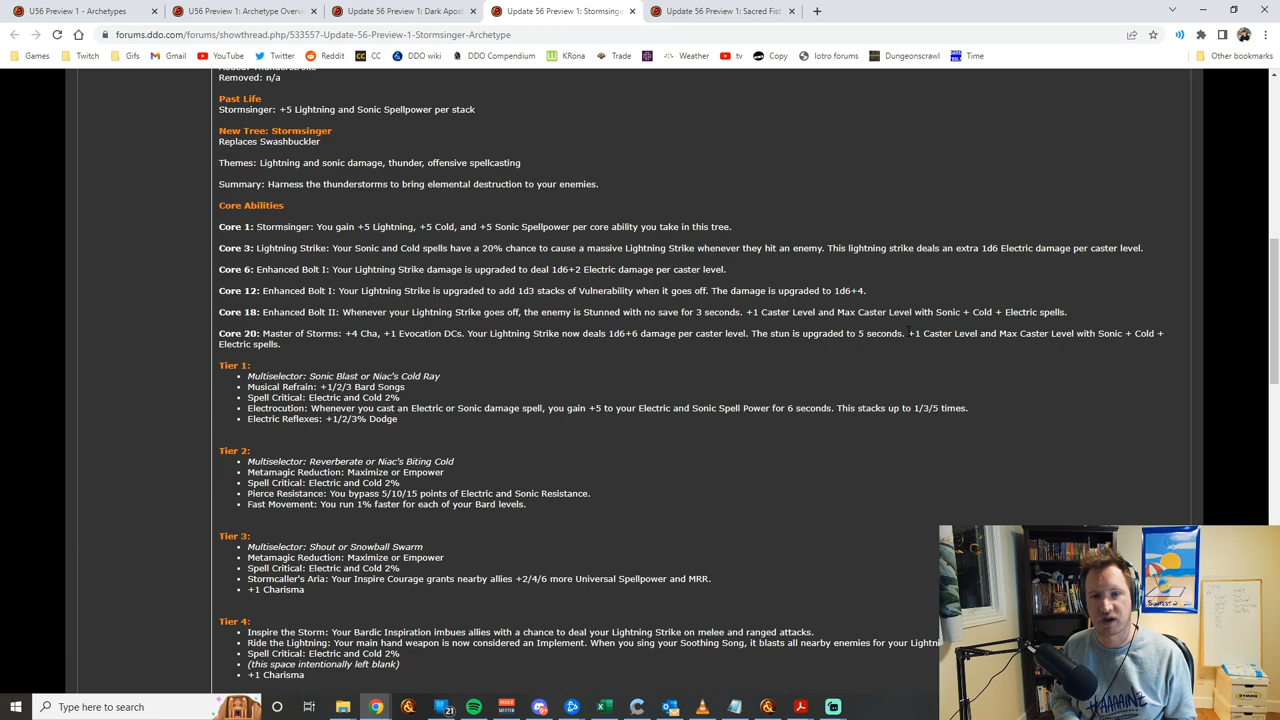 U56 Preview 1 - Archetypes
U56 Preview 1: Archetype Overvi
Update 56 Preview 1: Dark Apost
Update 56 Preview 1: Stormsinge
Update 56 Preview 1: Sacred Fist
forums.ddo.com/forums/showthread.php/533557-Update-56-Preview-1-Stormsinger-Archetype
Games
Twitch
Gifs
Gmail
YouTube
Twitter
Reddit
CC
DDO wiki
DDO Compendium
KRona
Trade
Weather
tv
Copy
Iotro forums
Dungeonscrawl
Time
Other bookmarks
Removed: n/a
Past Life
Stormsinger: +5 Lightning and Sonic Spellpower per stack
New Tree: Stormsinger
Replaces Swashbuckler
Themes: Lightning and sonic damage, thunder, offensive spellcasting
Summary: Harness the thunderstorms to bring elemental destruction to your enemies.
Core Abilities
Core 1: Stormsinger: You gain +5 Lightning, +5 Cold, and +5 Sonic Spellpower per core ability you take in this tree.
Core 3: Lightning Strike: Your Sonic and Cold spells have a 20% chance to cause a massive Lightning Strike whenever they hit an enemy. This lightning strike deals an extra 1d6 Electric damage per caster level.
Core 6: Enhanced Bolt I: Your Lightning Strike damage is upgraded to deal 1d6+2 Electric damage per caster level.
Core 12: Enhanced Bolt I: Your Lightning Strike is upgraded to add 1d3 stacks of Vulnerability when it goes off. The damage is upgraded to 1d6+4.
Core 18: Enhanced Bolt II: Whenever your Lightning Strike goes off, the enemy is Stunned with no save for 3 seconds. +1 Caster Level and Max Caster Level with Sonic + Cold + Electric spells.
Core 20: Master of Storms: +4 Cha, +1 Evocation DCs. Your Lightning Strike now deals 1d6+6 damage per caster level. The stun is upgraded to 5 seconds. +1 Caster Level and Max Caster Level with Sonic + Cold +
Electric spells.
Tier 1:
• Multiselector: Sonic Blast or Niac's Cold Ray
• Musical Refrain: +1/2/3 Bard Songs
• Spell Critical: Electric and Cold 2%
• Electrocution: Whenever you cast an Electric or Sonic damage spell, you gain +5 to your Electric and Sonic Spell Power for 6 seconds. This stacks up to 1/3/5 times.
• Electric Reflexes: +1/2/3% Dodge
Tier 2:
• Multiselector: Reverberate or Niac's Biting Cold
• Metamagic Reduction: Maximize or Empower
• Spell Critical: Electric and Cold 2%
• Pierce Resistance: You bypass 5/10/15 points of Electric and Sonic Resistance.
• Fast Movement: You run 1% faster for each of your Bard levels.
Tier 3:
• Multiselector: Shout or Snowball Swarm
• Metamagic Reduction: Maximize or Empower
• Spell Critical: Electric and Cold 2%
• Stormcaller's Aria: Your Inspire Courage grants nearby allies +2/4/6 more Universal Spellpower and MRR.
• +1 Charisma
Tier 4:
• Inspire the Storm: Your Bardic Inspiration imbues allies with a chance to deal your Lightning Strike on melee and ranged attacks.
• Ride the Lightning: Your main hand weapon is now considered an Implement. When you sing your Soothing Song, it blasts all nearby enemies for your Lightni
• Spell Critical: Electric and Cold 2%
• (this space intentionally left blank)
• +1 Charisma
Type here to search
21